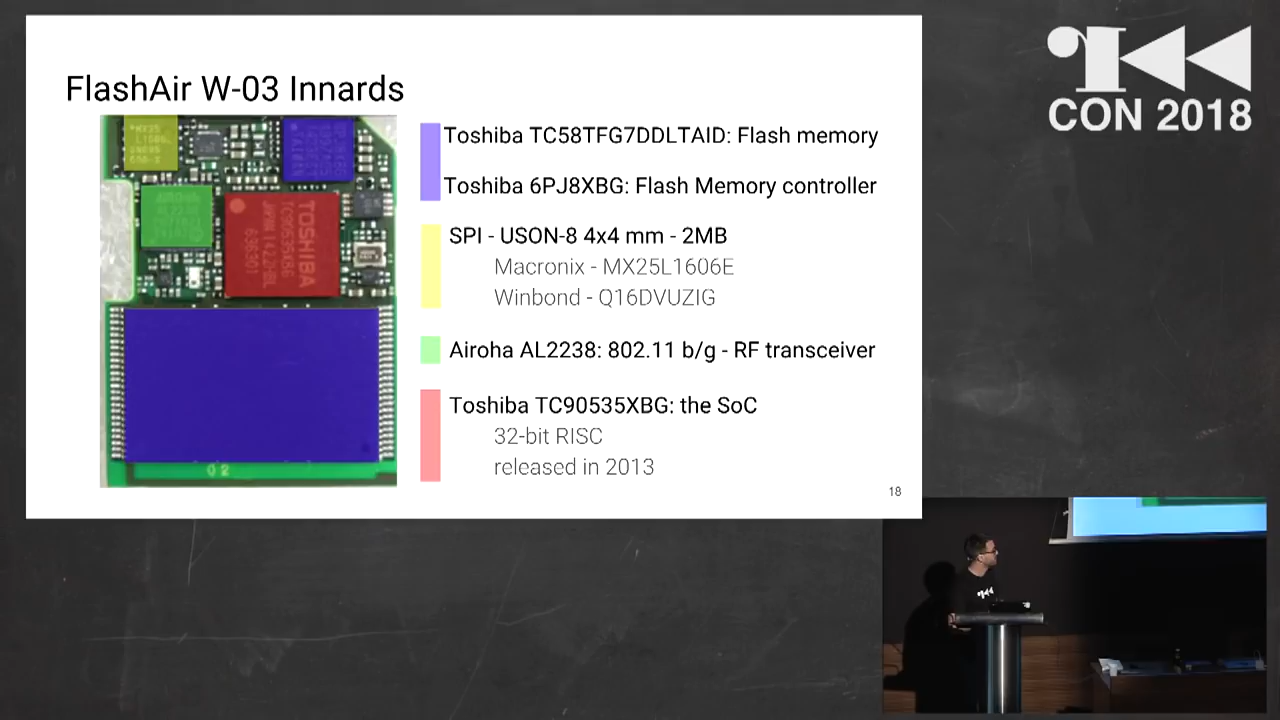 FlashAir W-03 Innards
Toshiba TC58TFG7DDLTAID: Flash memory
Toshiba 6PJ8XBG: Flash Memory controller
SPI - USON-8 4x4 mm - 2MB
Macronix - MX25L1606E
Winbond - Q16DVUZIG
Airoha AL2238: 802.11 b/g - RF transceiver
Toshiba TC90535XBG: the SoC
32-bit RISC
released in 2013
18
TOSHIBA
02
CON 2018